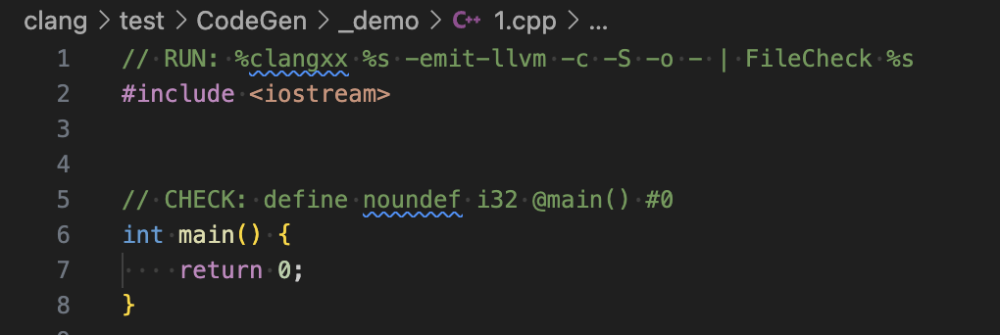 clang > test > CodeGen > _demo > C++ 1.cpp > ...
1 // RUN: %clangxx %s -emit-llvm -c -S -o - | FileCheck %s
2 #include <iostream>
3
4
5 // CHECK: define noundef i32 @main() #0
6 int main() {
7     return 0;
8 }